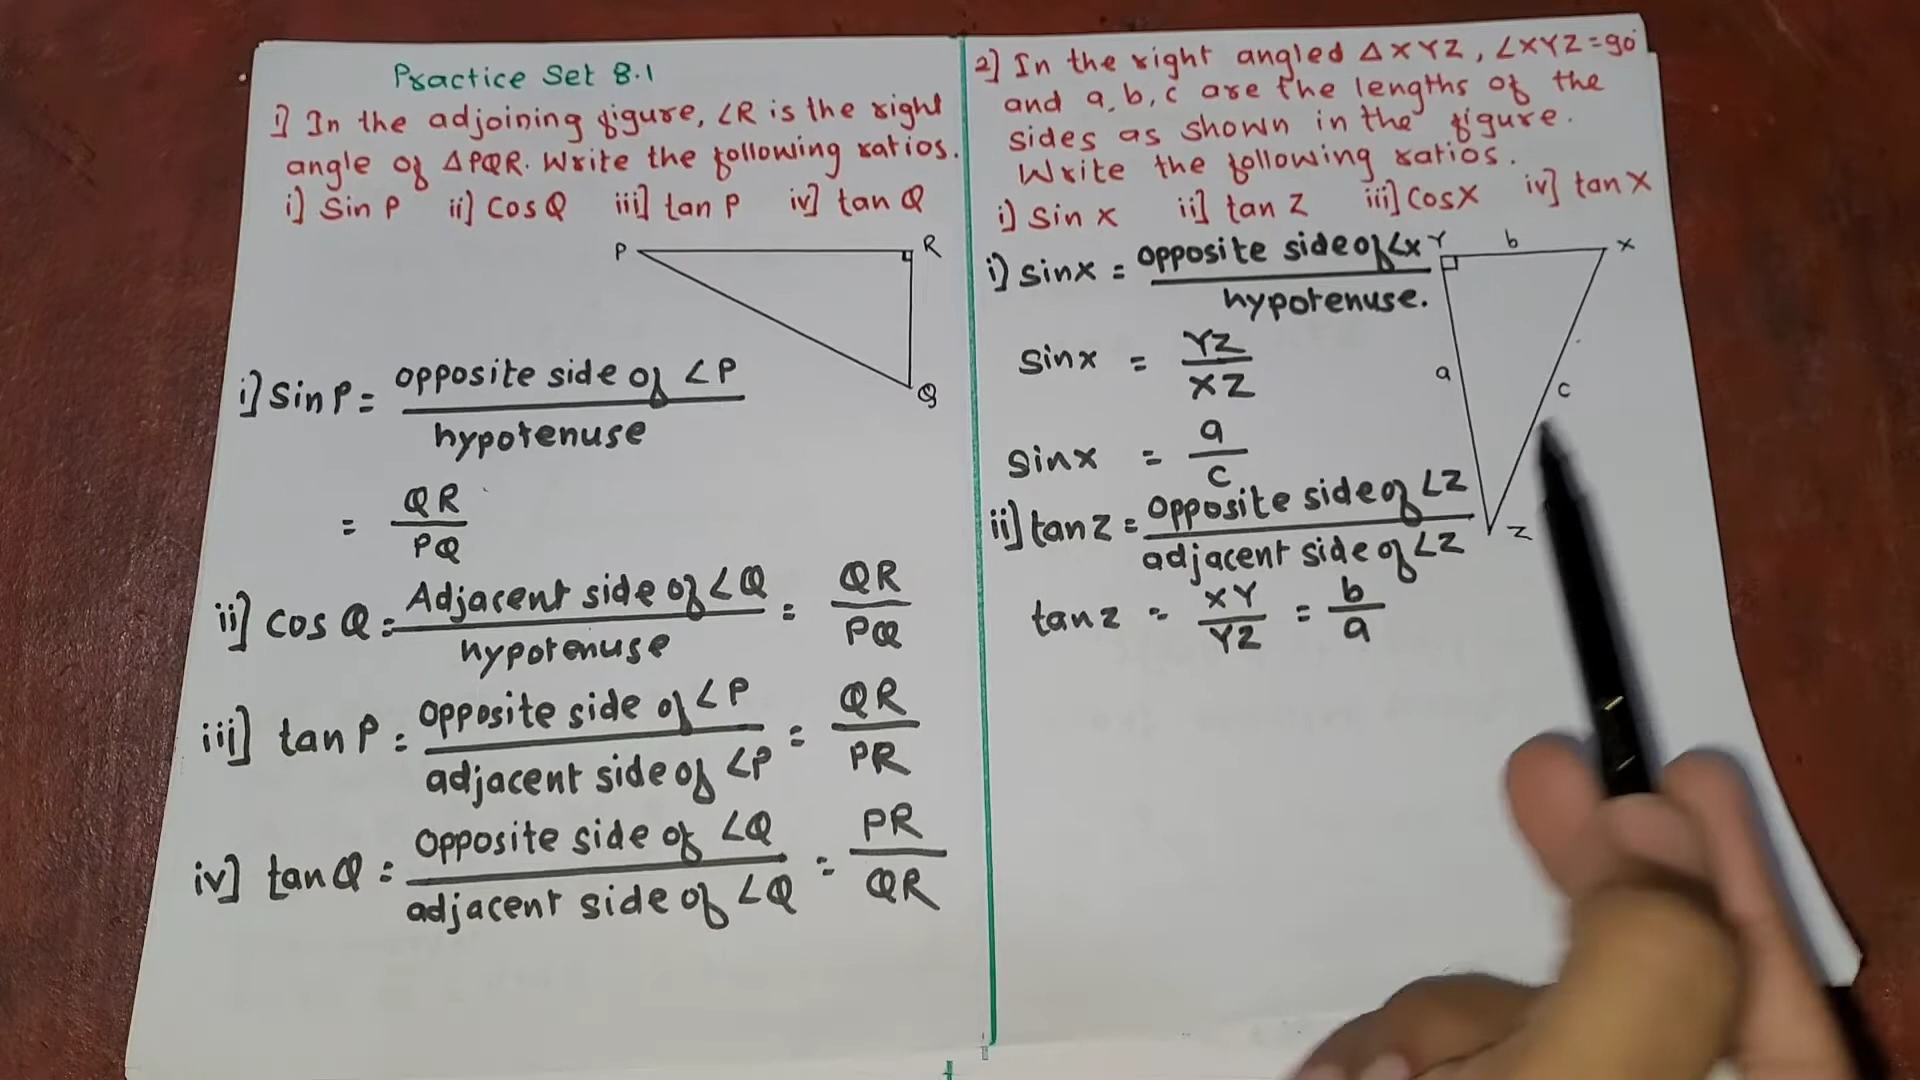 Practice Set 8.1
1] In the adjoining figure, ∠R is the right
angle of ΔPQR. Write the following ratios.
i] Sin P ii] Cos Q iii] tan P iv] tan Q
P R
Q
i] Sin P = opposite side of ∠P
hypotenuse
= QR
PQ
ii] cos Q = Adjacent side of ∠Q = QR
hypotenuse PQ
iii] tan P = opposite side of ∠P = QR
adjacent side of ∠P PR
iv] tan Q = opposite side of ∠Q = PR
adjacent side of ∠Q QR
2] In the right angled Δ XYZ, ∠XYZ = 90°
and a, b, c are the lengths of the
sides as shown in the figure.
Write the following ratios.
i] Sin X ii] tan Z iii] Cos X iv] tan X
Y b X
a c
Z
i] sin x = opposite side of ∠x
hypotenuse.
sin x = YZ
XZ
sin x = a
c
ii] tan Z = opposite side of ∠Z
adjacent side of ∠Z
tan z = XY = b
YZ a